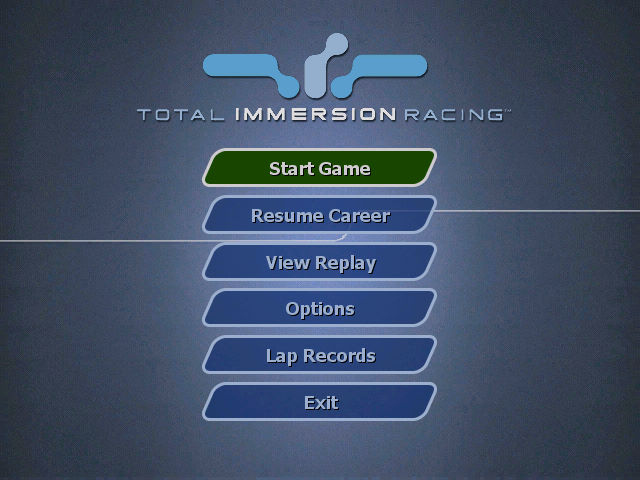 TOTAL IMMERSION RACING™
Start Game
Resume Career
View Replay
Options
Lap Records
Exit